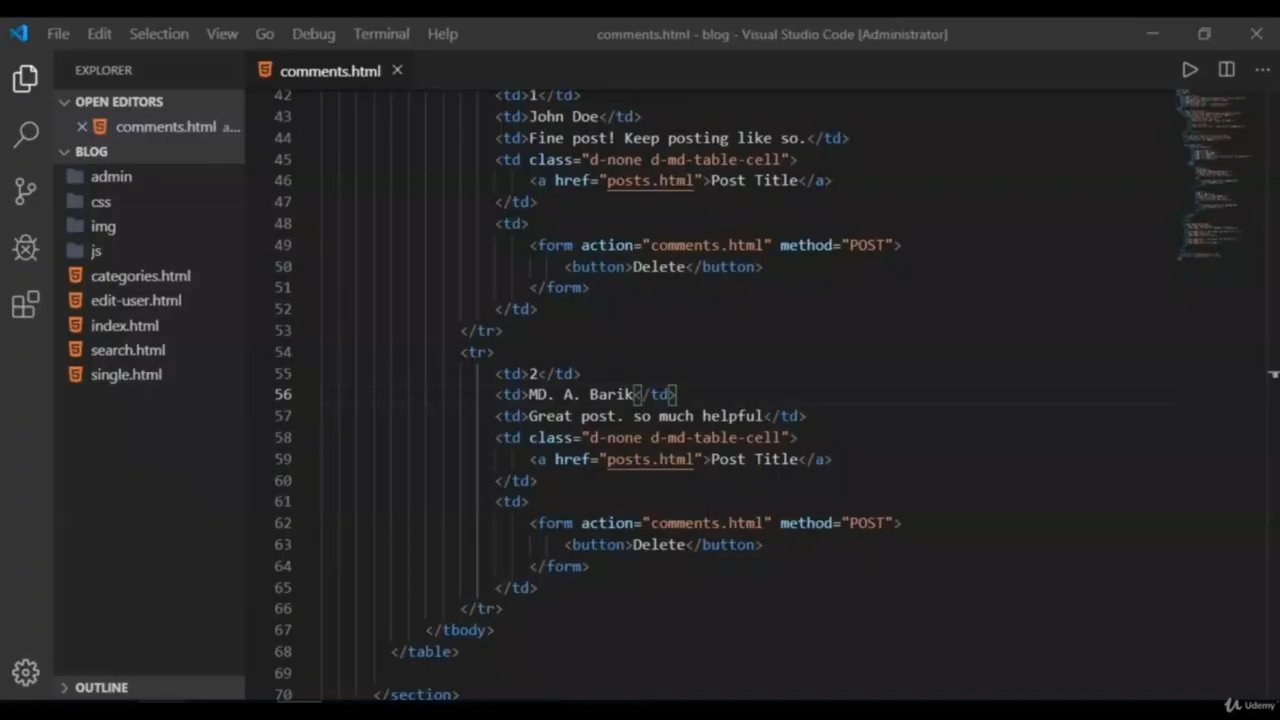 File Edit Selection View Go Debug Terminal Help
comments.html - blog - Visual Studio Code [Administrator]
EXPLORER
OPEN EDITORS
comments.html a...
BLOG
admin
css
img
js
categories.html
edit-user.html
index.html
search.html
single.html
OUTLINE
comments.html
42 <td>1</td>
43 <td>John Doe</td>
44 <td>Fine post! Keep posting like so.</td>
45 <td class="d-none d-md-table-cell">
46 <a href="posts.html">Post Title</a>
47 </td>
48 <td>
49 <form action="comments.html" method="POST">
50 <button>Delete</button>
51 </form>
52 </td>
53 </tr>
54 <tr>
55 <td>2</td>
56 <td>MD. A. Barik</td>
57 <td>Great post. so much helpful</td>
58 <td class="d-none d-md-table-cell">
59 <a href="posts.html">Post Title</a>
60 </td>
61 <td>
62 <form action="comments.html" method="POST">
63 <button>Delete</button>
64 </form>
65 </td>
66 </tr>
67 </tbody>
68 </table>
69
70 </section>
Udemy